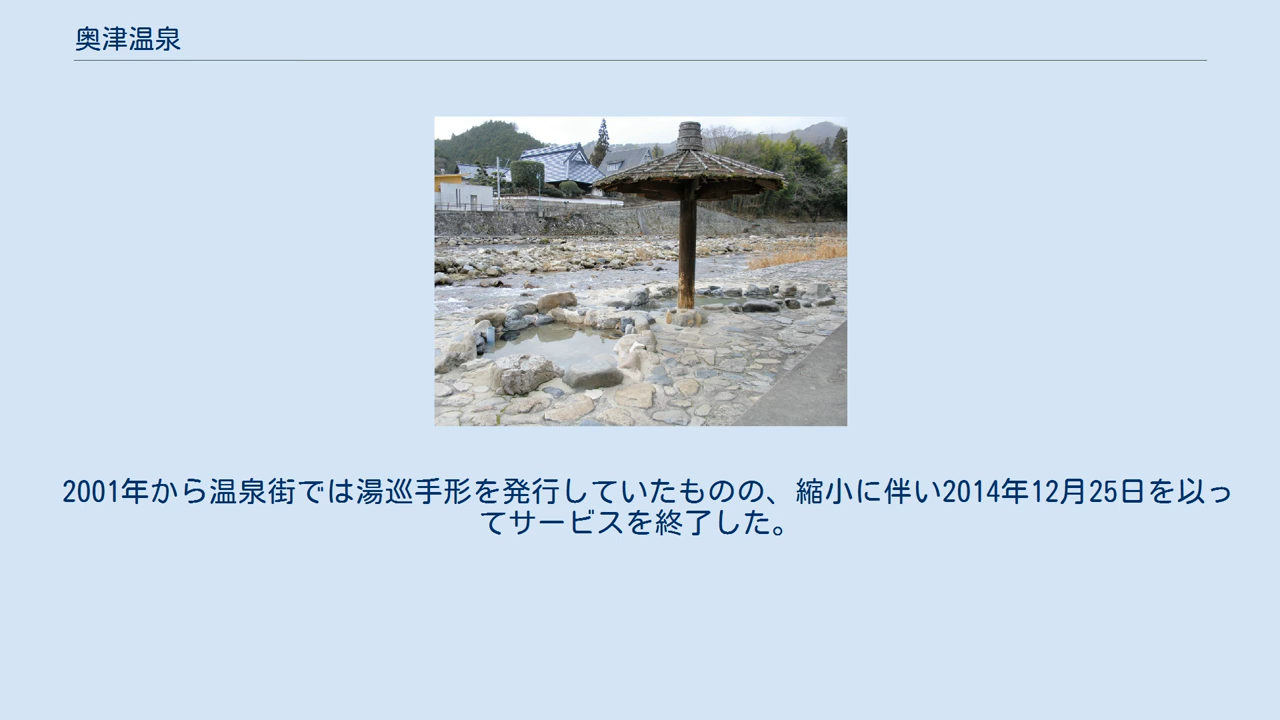 奥津温泉
2001年から温泉街では湯巡手形を発行していたものの、縮小に伴い2014年12月25日を以っ
てサービスを終了した。